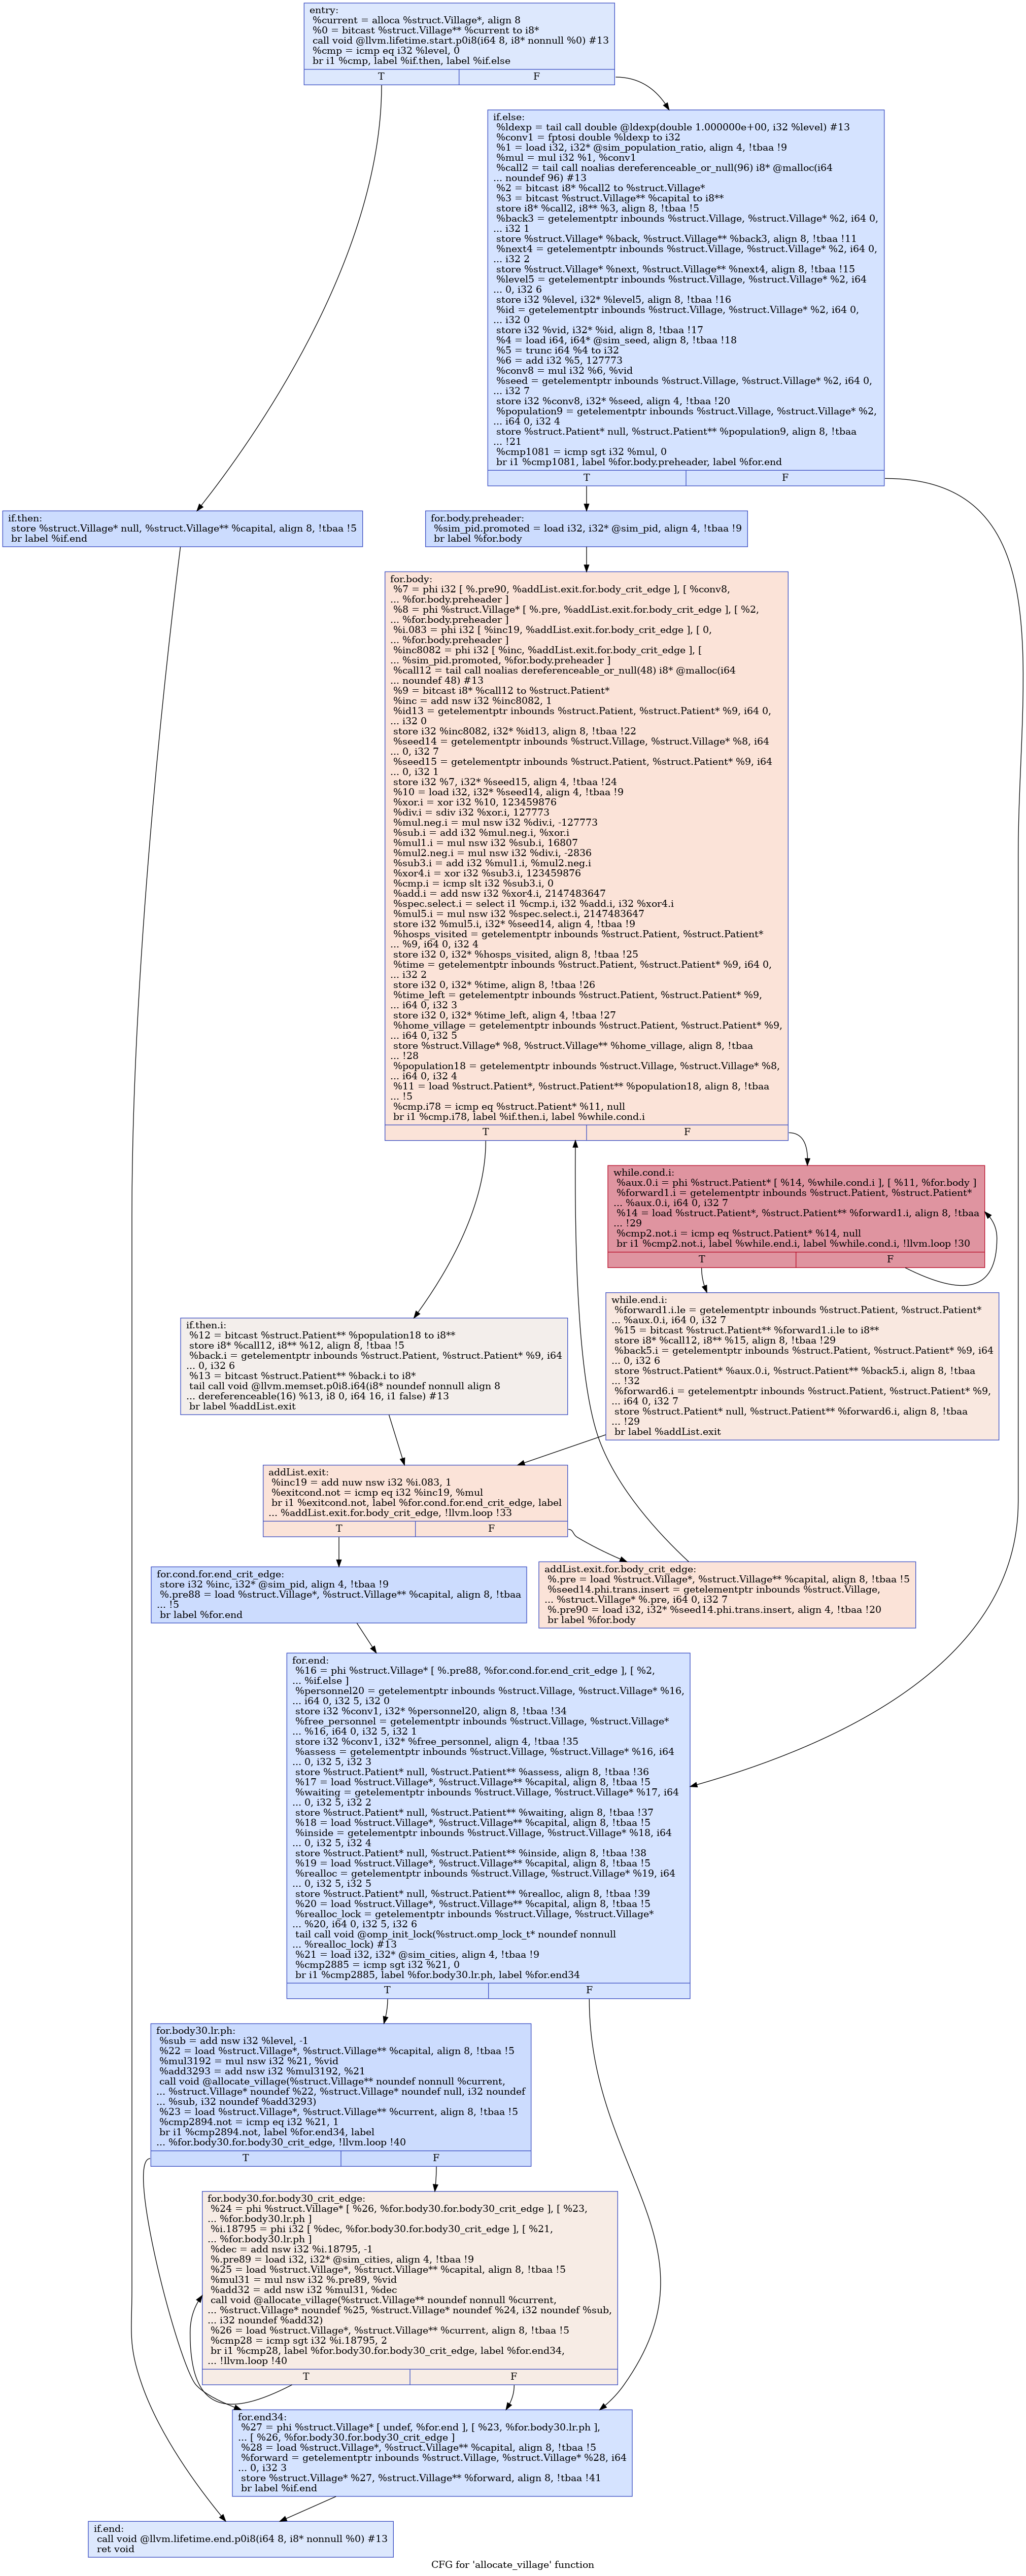 entry:
%current = alloca %struct.Village*, align 8
%0 = bitcast %struct.Village** %current to i8*
call void @llvm.lifetime.start.p0i8(i64 8, i8* nonnull %0) #13
%cmp = icmp eq i32 %level, 0
br i1 %cmp, label %if.then, label %if.else
T F
if.else:
%ldexp = tail call double @ldexp(double 1.000000e+00, i32 %level) #13
%conv1 = fptosi double %ldexp to i32
%1 = load i32, i32* @sim_population_ratio, align 4, !tbaa !9
%mul = mul i32 %1, %conv1
%call2 = tail call noalias dereferenceable_or_null(96) i8* @malloc(i64
... noundef 96) #13
%2 = bitcast i8* %call2 to %struct.Village*
%3 = bitcast %struct.Village** %capital to i8**
store i8* %call2, i8** %3, align 8, !tbaa !5
%back3 = getelementptr inbounds %struct.Village, %struct.Village* %2, i64 0,
... i32 1
store %struct.Village* %back, %struct.Village** %back3, align 8, !tbaa !11
%next4 = getelementptr inbounds %struct.Village, %struct.Village* %2, i64 0,
... i32 2
store %struct.Village* %next, %struct.Village** %next4, align 8, !tbaa !15
%level5 = getelementptr inbounds %struct.Village, %struct.Village* %2, i64
... 0, i32 6
store i32 %level, i32* %level5, align 8, !tbaa !16
%id = getelementptr inbounds %struct.Village, %struct.Village* %2, i64 0,
... i32 0
store i32 %vid, i32* %id, align 8, !tbaa !17
%4 = load i64, i64* @sim_seed, align 8, !tbaa !18
%5 = trunc i64 %4 to i32
%6 = add i32 %5, 127773
%conv8 = mul i32 %6, %vid
%seed = getelementptr inbounds %struct.Village, %struct.Village* %2, i64 0,
... i32 7
store i32 %conv8, i32* %seed, align 4, !tbaa !20
%population9 = getelementptr inbounds %struct.Village, %struct.Village* %2,
... i64 0, i32 4
store %struct.Patient* null, %struct.Patient** %population9, align 8, !tbaa
... !21
%cmp1081 = icmp sgt i32 %mul, 0
br i1 %cmp1081, label %for.body.preheader, label %for.end
T F
if.then:
store %struct.Village* null, %struct.Village** %capital, align 8, !tbaa !5
br label %if.end
for.body.preheader:
%sim_pid.promoted = load i32, i32* @sim_pid, align 4, !tbaa !9
br label %for.body
for.body:
%7 = phi i32 [ %.pre90, %addList.exit.for.body_crit_edge ], [ %conv8,
... %for.body.preheader ]
%8 = phi %struct.Village* [ %.pre, %addList.exit.for.body_crit_edge ], [ %2,
... %for.body.preheader ]
%i.083 = phi i32 [ %inc19, %addList.exit.for.body_crit_edge ], [ 0,
... %for.body.preheader ]
%inc8082 = phi i32 [ %inc, %addList.exit.for.body_crit_edge ], [
... %sim_pid.promoted, %for.body.preheader ]
%call12 = tail call noalias dereferenceable_or_null(48) i8* @malloc(i64
... noundef 48) #13
%9 = bitcast i8* %call12 to %struct.Patient*
%inc = add nsw i32 %inc8082, 1
%id13 = getelementptr inbounds %struct.Patient, %struct.Patient* %9, i64 0,
... i32 0
store i32 %inc8082, i32* %id13, align 8, !tbaa !22
%seed14 = getelementptr inbounds %struct.Village, %struct.Village* %8, i64
... 0, i32 7
%seed15 = getelementptr inbounds %struct.Patient, %struct.Patient* %9, i64
... 0, i32 1
store i32 %7, i32* %seed15, align 4, !tbaa !24
%10 = load i32, i32* %seed14, align 4, !tbaa !9
%xor.i = xor i32 %10, 123459876
%div.i = sdiv i32 %xor.i, 127773
%mul.neg.i = mul nsw i32 %div.i, -127773
%sub.i = add i32 %mul.neg.i, %xor.i
%mul1.i = mul nsw i32 %sub.i, 16807
%mul2.neg.i = mul nsw i32 %div.i, -2836
%sub3.i = add i32 %mul1.i, %mul2.neg.i
%xor4.i = xor i32 %sub3.i, 123459876
%cmp.i = icmp slt i32 %sub3.i, 0
%add.i = add nsw i32 %xor4.i, 2147483647
%spec.select.i = select i1 %cmp.i, i32 %add.i, i32 %xor4.i
%mul5.i = mul nsw i32 %spec.select.i, 2147483647
store i32 %mul5.i, i32* %seed14, align 4, !tbaa !9
%hosps_visited = getelementptr inbounds %struct.Patient, %struct.Patient*
... %9, i64 0, i32 4
store i32 0, i32* %hosps_visited, align 8, !tbaa !25
%time = getelementptr inbounds %struct.Patient, %struct.Patient* %9, i64 0,
... i32 2
store i32 0, i32* %time, align 8, !tbaa !26
%time_left = getelementptr inbounds %struct.Patient, %struct.Patient* %9,
... i64 0, i32 3
store i32 0, i32* %time_left, align 4, !tbaa !27
%home_village = getelementptr inbounds %struct.Patient, %struct.Patient* %9,
... i64 0, i32 5
store %struct.Village* %8, %struct.Village** %home_village, align 8, !tbaa
... !28
%population18 = getelementptr inbounds %struct.Village, %struct.Village* %8,
... i64 0, i32 4
%11 = load %struct.Patient*, %struct.Patient** %population18, align 8, !tbaa
... !5
%cmp.i78 = icmp eq %struct.Patient* %11, null
br i1 %cmp.i78, label %if.then.i, label %while.cond.i
T F
while.cond.i:
%aux.0.i = phi %struct.Patient* [ %14, %while.cond.i ], [ %11, %for.body ]
%forward1.i = getelementptr inbounds %struct.Patient, %struct.Patient*
... %aux.0.i, i64 0, i32 7
%14 = load %struct.Patient*, %struct.Patient** %forward1.i, align 8, !tbaa
... !29
%cmp2.not.i = icmp eq %struct.Patient* %14, null
br i1 %cmp2.not.i, label %while.end.i, label %while.cond.i, !llvm.loop !30
T F
while.end.i:
%forward1.i.le = getelementptr inbounds %struct.Patient, %struct.Patient*
... %aux.0.i, i64 0, i32 7
%15 = bitcast %struct.Patient** %forward1.i.le to i8**
store i8* %call12, i8** %15, align 8, !tbaa !29
%back5.i = getelementptr inbounds %struct.Patient, %struct.Patient* %9, i64
... 0, i32 6
store %struct.Patient* %aux.0.i, %struct.Patient** %back5.i, align 8, !tbaa
... !32
%forward6.i = getelementptr inbounds %struct.Patient, %struct.Patient* %9,
... i64 0, i32 7
store %struct.Patient* null, %struct.Patient** %forward6.i, align 8, !tbaa
... !29
br label %addList.exit
if.then.i:
%12 = bitcast %struct.Patient** %population18 to i8**
store i8* %call12, i8** %12, align 8, !tbaa !5
%back.i = getelementptr inbounds %struct.Patient, %struct.Patient* %9, i64
... 0, i32 6
%13 = bitcast %struct.Patient** %back.i to i8*
tail call void @llvm.memset.p0i8.i64(i8* noundef nonnull align 8
... dereferenceable(16) %13, i8 0, i64 16, i1 false) #13
br label %addList.exit
addList.exit:
%inc19 = add nuw nsw i32 %i.083, 1
%exitcond.not = icmp eq i32 %inc19, %mul
br i1 %exitcond.not, label %for.cond.for.end_crit_edge, label
... %addList.exit.for.body_crit_edge, !llvm.loop !33
T F
for.cond.for.end_crit_edge:
store i32 %inc, i32* @sim_pid, align 4, !tbaa !9
%.pre88 = load %struct.Village*, %struct.Village** %capital, align 8, !tbaa
... !5
br label %for.end
addList.exit.for.body_crit_edge:
%.pre = load %struct.Village*, %struct.Village** %capital, align 8, !tbaa !5
%seed14.phi.trans.insert = getelementptr inbounds %struct.Village,
... %struct.Village* %.pre, i64 0, i32 7
%.pre90 = load i32, i32* %seed14.phi.trans.insert, align 4, !tbaa !20
br label %for.body
for.end:
%16 = phi %struct.Village* [ %.pre88, %for.cond.for.end_crit_edge ], [ %2,
... %if.else ]
%personnel20 = getelementptr inbounds %struct.Village, %struct.Village* %16,
... i64 0, i32 5, i32 0
store i32 %conv1, i32* %personnel20, align 8, !tbaa !34
%free_personnel = getelementptr inbounds %struct.Village, %struct.Village*
... %16, i64 0, i32 5, i32 1
store i32 %conv1, i32* %free_personnel, align 4, !tbaa !35
%assess = getelementptr inbounds %struct.Village, %struct.Village* %16, i64
... 0, i32 5, i32 3
store %struct.Patient* null, %struct.Patient** %assess, align 8, !tbaa !36
%17 = load %struct.Village*, %struct.Village** %capital, align 8, !tbaa !5
%waiting = getelementptr inbounds %struct.Village, %struct.Village* %17, i64
... 0, i32 5, i32 2
store %struct.Patient* null, %struct.Patient** %waiting, align 8, !tbaa !37
%18 = load %struct.Village*, %struct.Village** %capital, align 8, !tbaa !5
%inside = getelementptr inbounds %struct.Village, %struct.Village* %18, i64
... 0, i32 5, i32 4
store %struct.Patient* null, %struct.Patient** %inside, align 8, !tbaa !38
%19 = load %struct.Village*, %struct.Village** %capital, align 8, !tbaa !5
%realloc = getelementptr inbounds %struct.Village, %struct.Village* %19, i64
... 0, i32 5, i32 5
store %struct.Patient* null, %struct.Patient** %realloc, align 8, !tbaa !39
%20 = load %struct.Village*, %struct.Village** %capital, align 8, !tbaa !5
%realloc_lock = getelementptr inbounds %struct.Village, %struct.Village*
... %20, i64 0, i32 5, i32 6
tail call void @omp_init_lock(%struct.omp_lock_t* noundef nonnull
... %realloc_lock) #13
%21 = load i32, i32* @sim_cities, align 4, !tbaa !9
%cmp2885 = icmp sgt i32 %21, 0
br i1 %cmp2885, label %for.body30.lr.ph, label %for.end34
T F
for.body30.lr.ph:
%sub = add nsw i32 %level, -1
%22 = load %struct.Village*, %struct.Village** %capital, align 8, !tbaa !5
%mul3192 = mul nsw i32 %21, %vid
%add3293 = add nsw i32 %mul3192, %21
call void @allocate_village(%struct.Village** noundef nonnull %current,
... %struct.Village* noundef %22, %struct.Village* noundef null, i32 noundef
... %sub, i32 noundef %add3293)
%23 = load %struct.Village*, %struct.Village** %current, align 8, !tbaa !5
%cmp2894.not = icmp eq i32 %21, 1
br i1 %cmp2894.not, label %for.end34, label
... %for.body30.for.body30_crit_edge, !llvm.loop !40
T F
for.body30.for.body30_crit_edge:
%24 = phi %struct.Village* [ %26, %for.body30.for.body30_crit_edge ], [ %23,
... %for.body30.lr.ph ]
%i.18795 = phi i32 [ %dec, %for.body30.for.body30_crit_edge ], [ %21,
... %for.body30.lr.ph ]
%dec = add nsw i32 %i.18795, -1
%.pre89 = load i32, i32* @sim_cities, align 4, !tbaa !9
%25 = load %struct.Village*, %struct.Village** %capital, align 8, !tbaa !5
%mul31 = mul nsw i32 %.pre89, %vid
%add32 = add nsw i32 %mul31, %dec
call void @allocate_village(%struct.Village** noundef nonnull %current,
... %struct.Village* noundef %25, %struct.Village* noundef %24, i32 noundef %sub,
... i32 noundef %add32)
%26 = load %struct.Village*, %struct.Village** %current, align 8, !tbaa !5
%cmp28 = icmp sgt i32 %i.18795, 2
br i1 %cmp28, label %for.body30.for.body30_crit_edge, label %for.end34,
... !llvm.loop !40
T F
for.end34:
%27 = phi %struct.Village* [ undef, %for.end ], [ %23, %for.body30.lr.ph ],
... [ %26, %for.body30.for.body30_crit_edge ]
%28 = load %struct.Village*, %struct.Village** %capital, align 8, !tbaa !5
%forward = getelementptr inbounds %struct.Village, %struct.Village* %28, i64
... 0, i32 3
store %struct.Village* %27, %struct.Village** %forward, align 8, !tbaa !41
br label %if.end
if.end:
call void @llvm.lifetime.end.p0i8(i64 8, i8* nonnull %0) #13
ret void
CFG for 'allocate_village' function